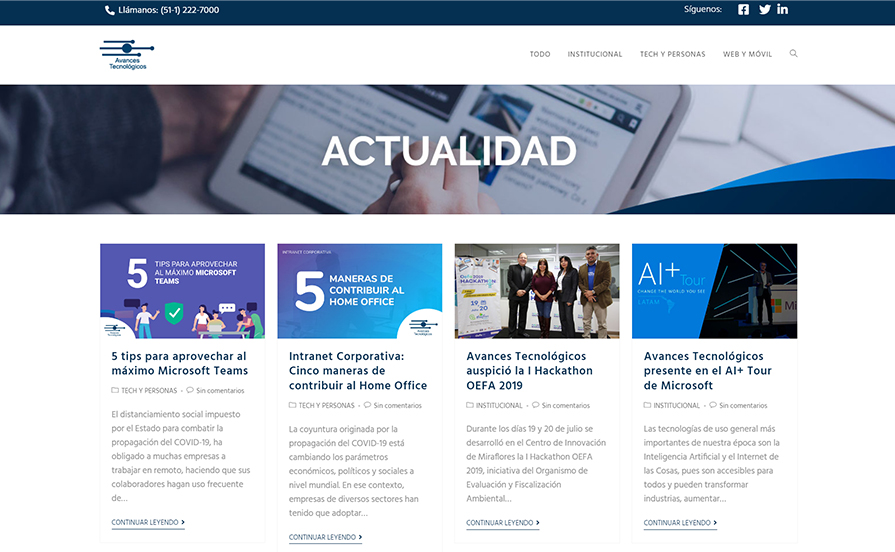 Llámanos: (51-1) 222-7000
Síguenos:
Avances
Tecnológicos
TODO
INSTITUCIONAL
TECH Y PERSONAS
WEB Y MÓVIL
ACTUALIDAD
5
TIPS PARA APROVECHAR
AL MÁXIMO MICROSOFT
TEAMS
5 tips para aprovechar al
máximo Microsoft Teams
TECH Y PERSONAS - Sin comentarios
El distanciamiento social impuesto
por el Estado para combatir la
propagación del COVID-19, ha
obligado a muchas empresas a
trabajar en remoto, haciendo que sus
colaboradores hagan uso frecuente
de...
CONTINUAR LEYENDO
INTRANET CORPORATIVA
5
MANERAS DE
CONTRIBUIR AL
HOME OFFICE
Avances
Tecnológicos
Intranet Corporativa:
Cinco maneras de
contribuir al Home Office
TECH Y PERSONAS - Sin comentarios
La coyuntura originada por la
propagación del COVID-19 está
cambiando los parámetros
económicos, políticos y sociales a
nivel mundial. En ese contexto,
empresas de diversos sectores han
tenido que adoptar...
CONTINUAR LEYENDO
HACKATHON
19
20
Avances Tecnológicos
auspició la I Hackathon
OEFA 2019
INSTITUCIONAL - Sin comentarios
Durante los días 19 y 20 de julio se
desarrolló en el Centro de Innovación
de Miraflores la I Hackathon OEFA
2019, iniciativa del Organismo de
Evaluación y Fiscalización
Ambiental...
CONTINUAR LEYENDO
AI+ Tour
CHANGE THE WORLD YOU SEE
LATAM
Avances Tecnológicos
presente en el AI+ Tour
de Microsoft
INSTITUCIONAL - Sin comentarios
Las tecnologías de uso general más
importantes de nuestra época son la
Inteligencia Artificial y el Internet de
las Cosas, pues son accesibles para
todos y pueden transformar
industrias, aumentar...
CONTINUAR LEYENDO